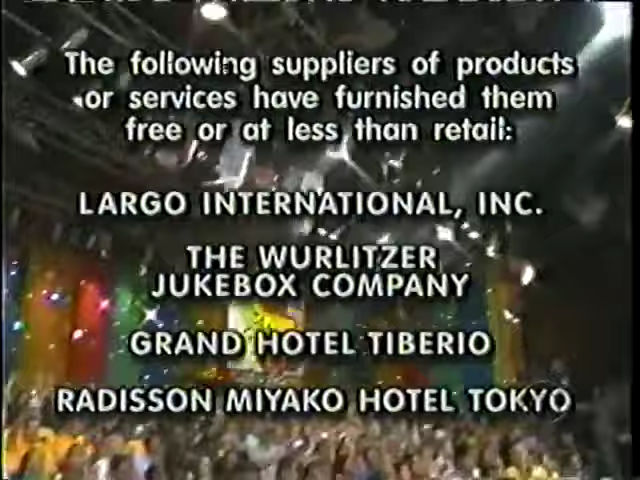 The following suppliers of products
or services have furnished them
free or at less than retail:
LARGO INTERNATIONAL, INC.
THE WURLITZER
JUKEBOX COMPANY
GRAND HOTEL TIBERIO
RADISSON MIYAKO HOTEL TOKYO